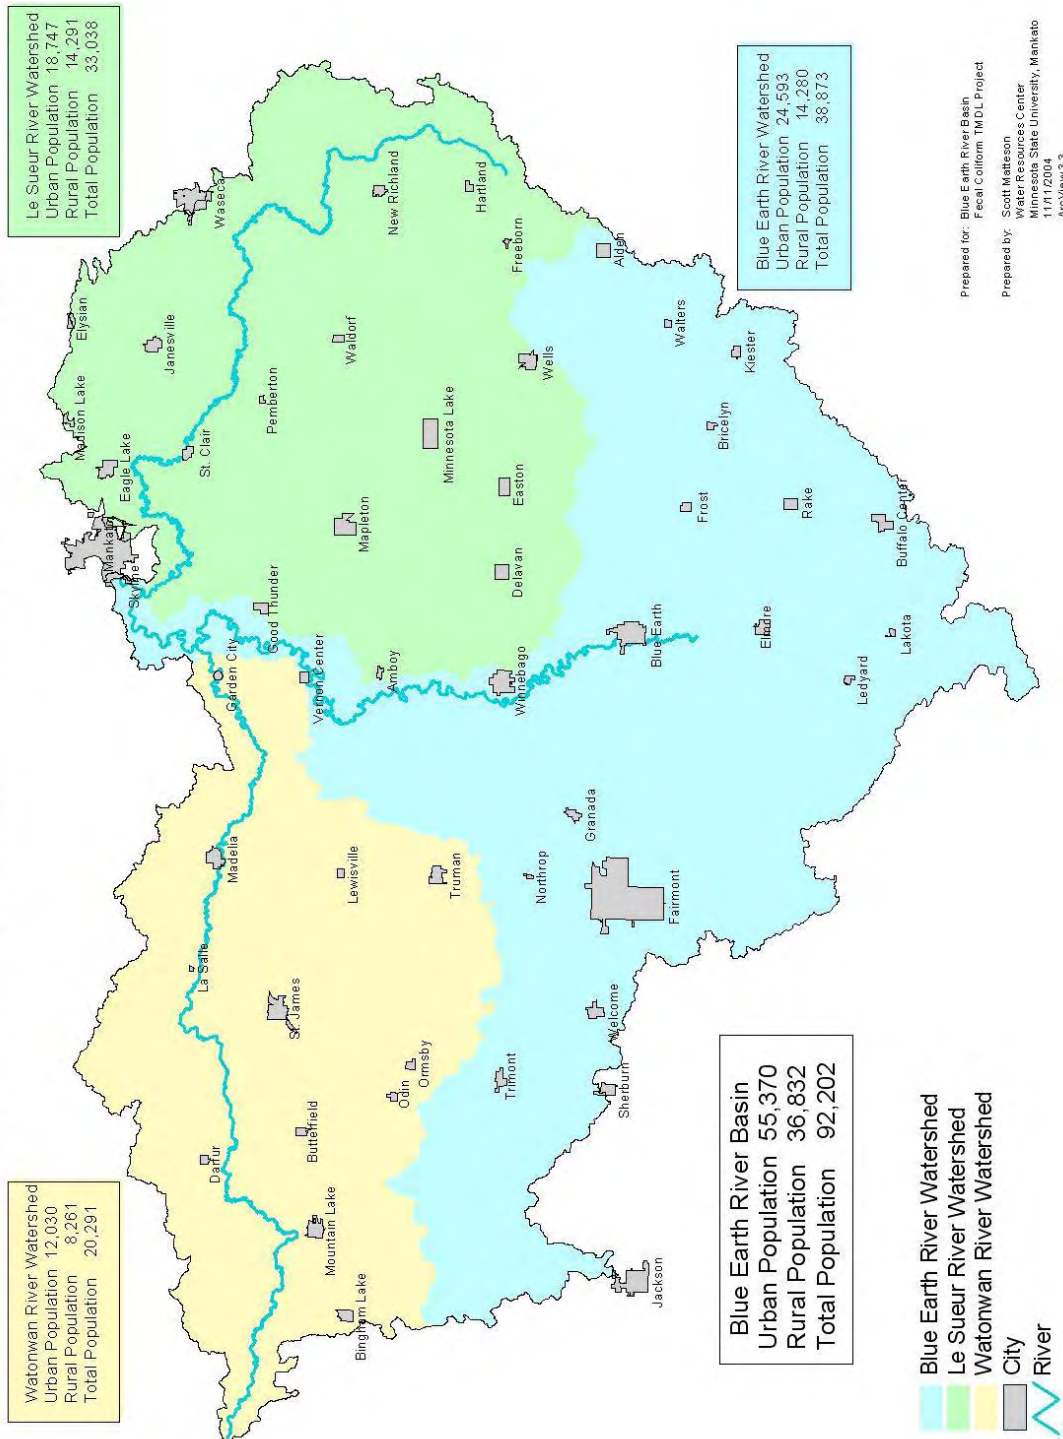 Watonwan River Watershed
Urban Population 12,030
Rural Population 8,261
Total Population 20,291
Le Sueur River Watershed
Urban Population 18,747
Rural Population 14,291
Total Population 33,038
Blue Earth River Watershed
Urban Population 24,593
Rural Population 14,280
Total Population 38,873
Blue Earth River Basin
Urban Population 55,370
Rural Population 36,832
Total Population 92,202
Madison Lake
Elysian
Eagle Lake
Mankato
Skyline
Janesville
Waseca
St. Clair
Garden City
Madelia
La Salle
Darfur
Good Thunder
Pemberton
Vernon Center
St. James
Butterfield
Mountain Lake
Bingham Lake
Lewisville
Mapleton
Waldorf
New Richland
Amboy
Odin
Ormsby
Truman
Minnesota Lake
Hartland
Trimont
Northrop
Winnebago
Delavan
Easton
Wells
Freeborn
Jackson
Sherburn
Welcome
Fairmont
Granada
Blue Earth
Alden
Frost
Bricelyn
Walters
Kiester
Elmore
Rake
Ledyard
Lakota
Buffalo Center
Blue Earth River Watershed
Le Sueur River Watershed
Watonwan River Watershed
City
River
Prepared for: Blue Earth River Basin
Fecal Coliform TMDL Project
Prepared by: Scott Matteson
Water Resources Center
Minnesota State University, Mankato
11/1/2004
ArcView3.3